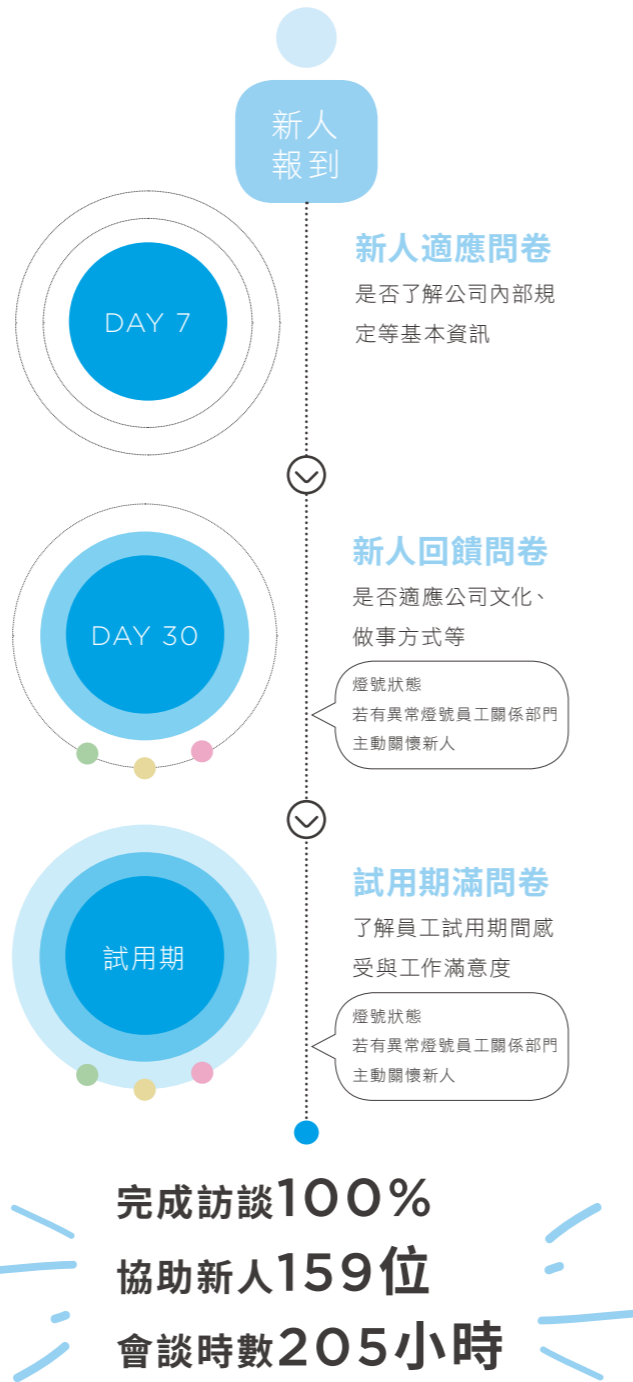 新人
報到
DAY 7
新人適應問卷
是否了解公司內部規
定等基本資訊
DAY 30
新人回饋問卷
是否適應公司文化、
做事方式等
燈號狀態
若有異常燈號員工關係部門
主動關懷新人
試用期
試用期滿問卷
了解員工試用期間感
受與工作滿意度
燈號狀態
若有異常燈號員工關係部門
主動關懷新人
完成訪談100%
協助新人159位
會談時數205小時